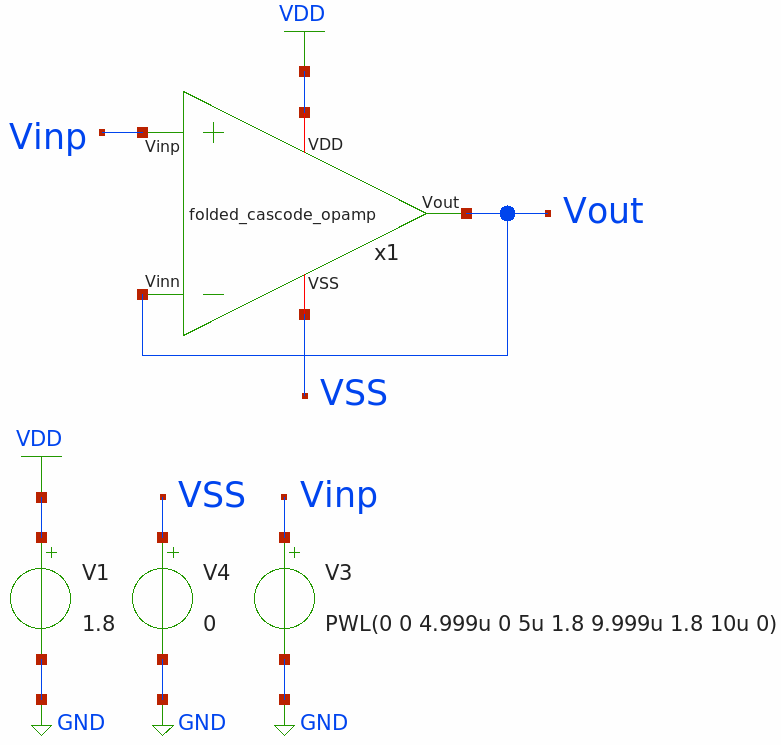 VDD
Vinp
Vinp
VDD
folded_cascode_opamp
Vout
Vout
x1
Vinn
VSS
VSS
VDD
VSS
Vinp
V1
V4
V3
1.8
0
PWL(0 0 4.999u 0 5u 1.8 9.999u 1.8 10u 0)
GND
GND
GND